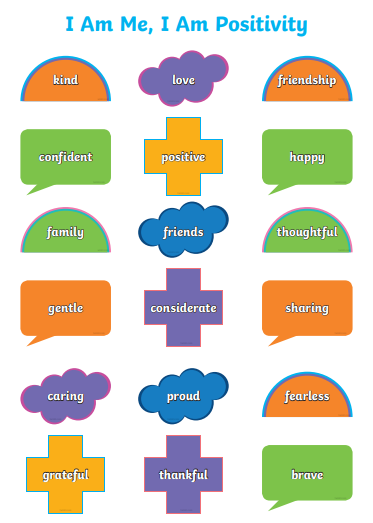 I Am Me, I Am Positivity
kind
love
friendship
confident
positive
happy
family
friends
thoughtful
gentle
considerate
sharing
caring
proud
fearless
grateful
thankful
brave